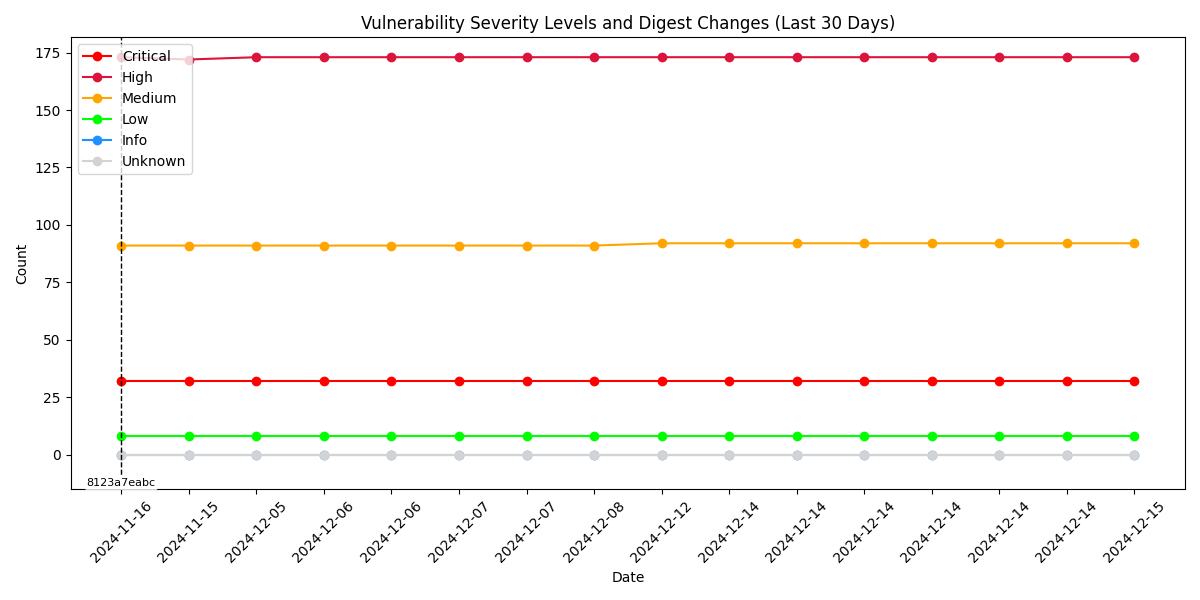 Vulnerability Severity Levels and Digest Changes (Last 30 Days)
175
150
125
100
75
50
25
0
Count
Critical
High
Medium
Low
Info
Unknown
8123a7eabc
2024-11-16
2024-11-15
2024-12-05
2024-12-06
2024-12-06
2024-12-07
2024-12-07
2024-12-08
2024-12-12
2024-12-14
2024-12-14
2024-12-14
2024-12-14
2024-12-14
2024-12-14
2024-12-15
Date